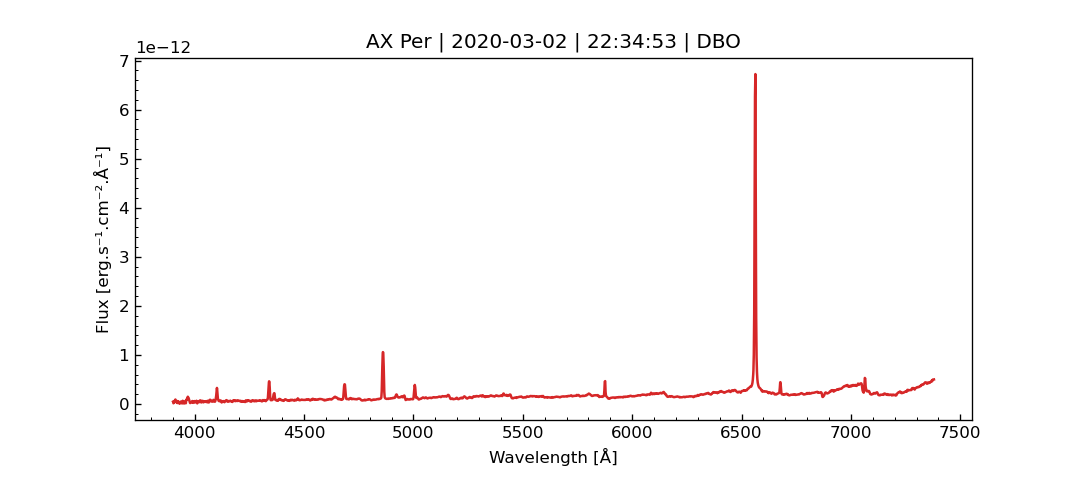 AX Per | 2020-03-02 | 22:34:53 | DBO
1e−12
7
6
5
4
3
2
1
0
Flux [erg.s⁻¹.cm⁻².Å⁻¹]
4000 4500 5000 5500 6000 6500 7000 7500
Wavelength [Å]